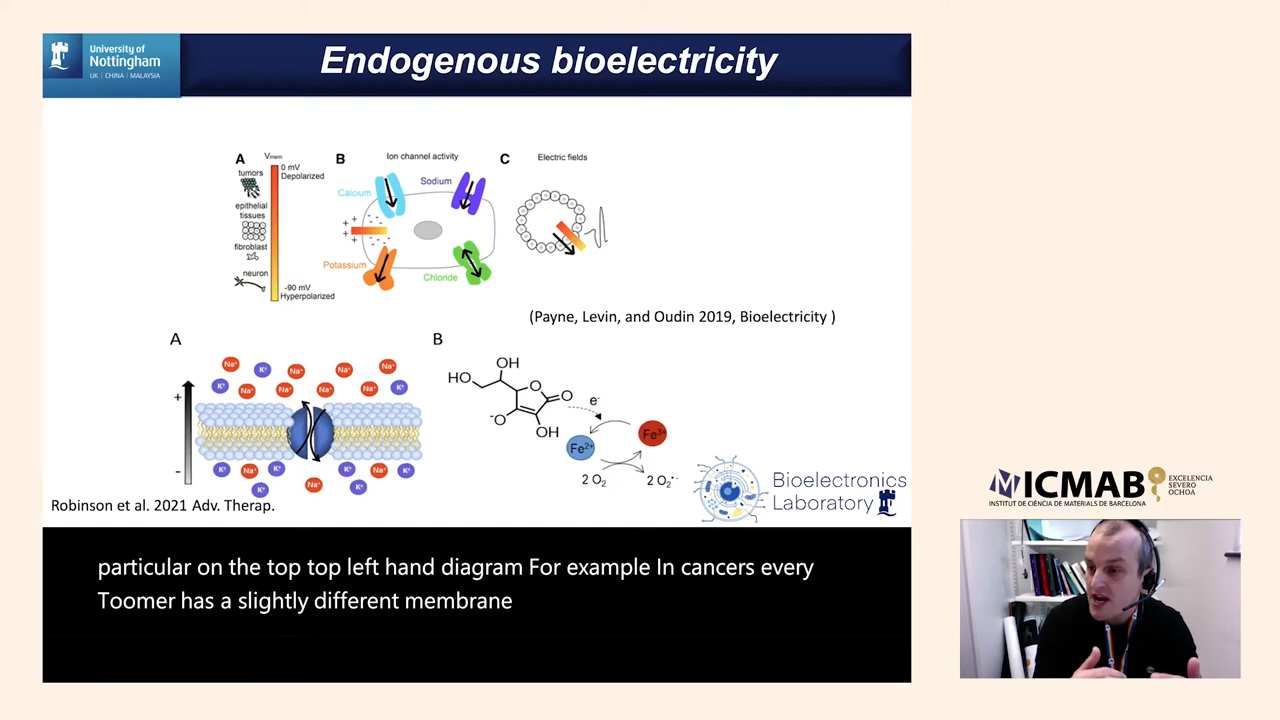 University of
Nottingham
UK | CHINA | MALAYSIA
Endogenous bioelectricity
A
Vmem
0 mV
Depolarized
tumors
epithelial
tissues
fibroblast
neuron
-90 mV
Hyperpolarized
B
Ion channel activity
Calcium
Sodium
Potassium
Chloride
C
Electric fields
(Payne, Levin, and Oudin 2019, Bioelectricity )
A
+
-
Na⁺ K⁺ Na⁺ Na⁺ Na⁺
K⁺ Na⁺ Na⁺ Na⁺ Na⁺ K⁺
K⁺ Na⁺ K⁺ K⁺ Na⁺ K⁺
K⁺ Na⁺ K⁺
B
OH
HO
O
O
⁻O
OH
e⁻
Fe³⁺
Fe²⁺
2 O₂
2 O₂•⁻
Robinson et al. 2021 Adv. Therap.
Bioelectronics
Laboratory
particular on the top top left hand diagram For example In cancers every
Toomer has a slightly different membrane
ICMAB
EXCELENCIA
SEVERO
OCHOA
INSTITUT DE CIÈNCIA DE MATERIALS DE BARCELONA